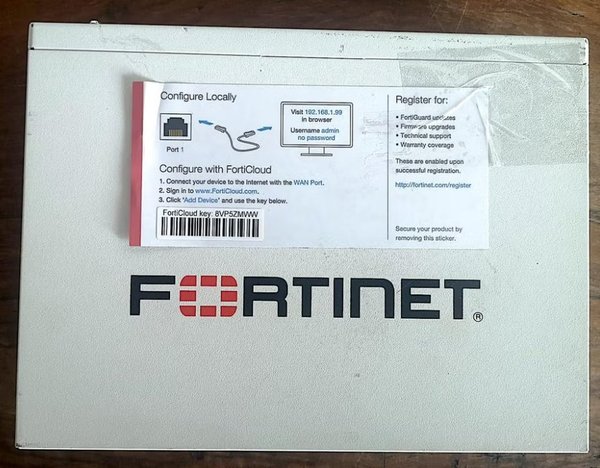 Configure Locally
Port 1
Visit 192.168.1.99
in browser
Username admin
no password
Configure with FortiCloud
1. Connect your device to the Internet with the WAN Port.
2. Sign in to www.FortiCloud.com.
3. Click "Add Device" and use the key below.
FortiCloud key: 8VP5ZMVW
Register for:
• FortiGuard updates
• Firmware upgrades
• Technical support
• Warranty coverage
These are enabled upon
successful registration.
http://fortinet.com/register
Secure your product by
removing this sticker.
FORTINET®